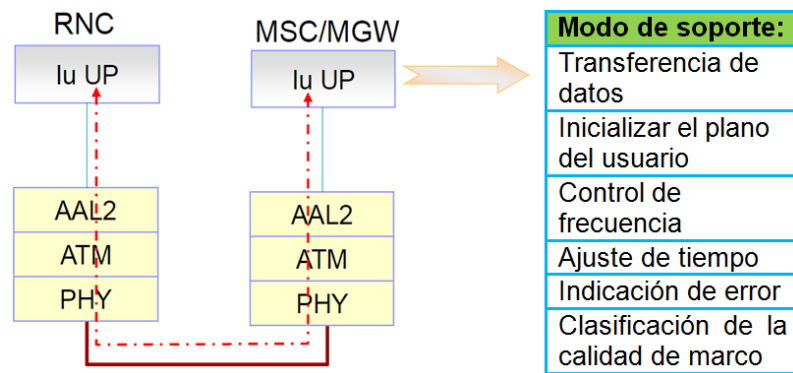 RNC
MSC/MGW
Iu UP
Iu UP
AAL2
ATM
PHY
AAL2
ATM
PHY
Modo de soporte:
Transferencia de
datos
Inicializar el plano
del usuario
Control de
frecuencia
Ajuste de tiempo
Indicación de error
Clasificación de la
calidad de marco